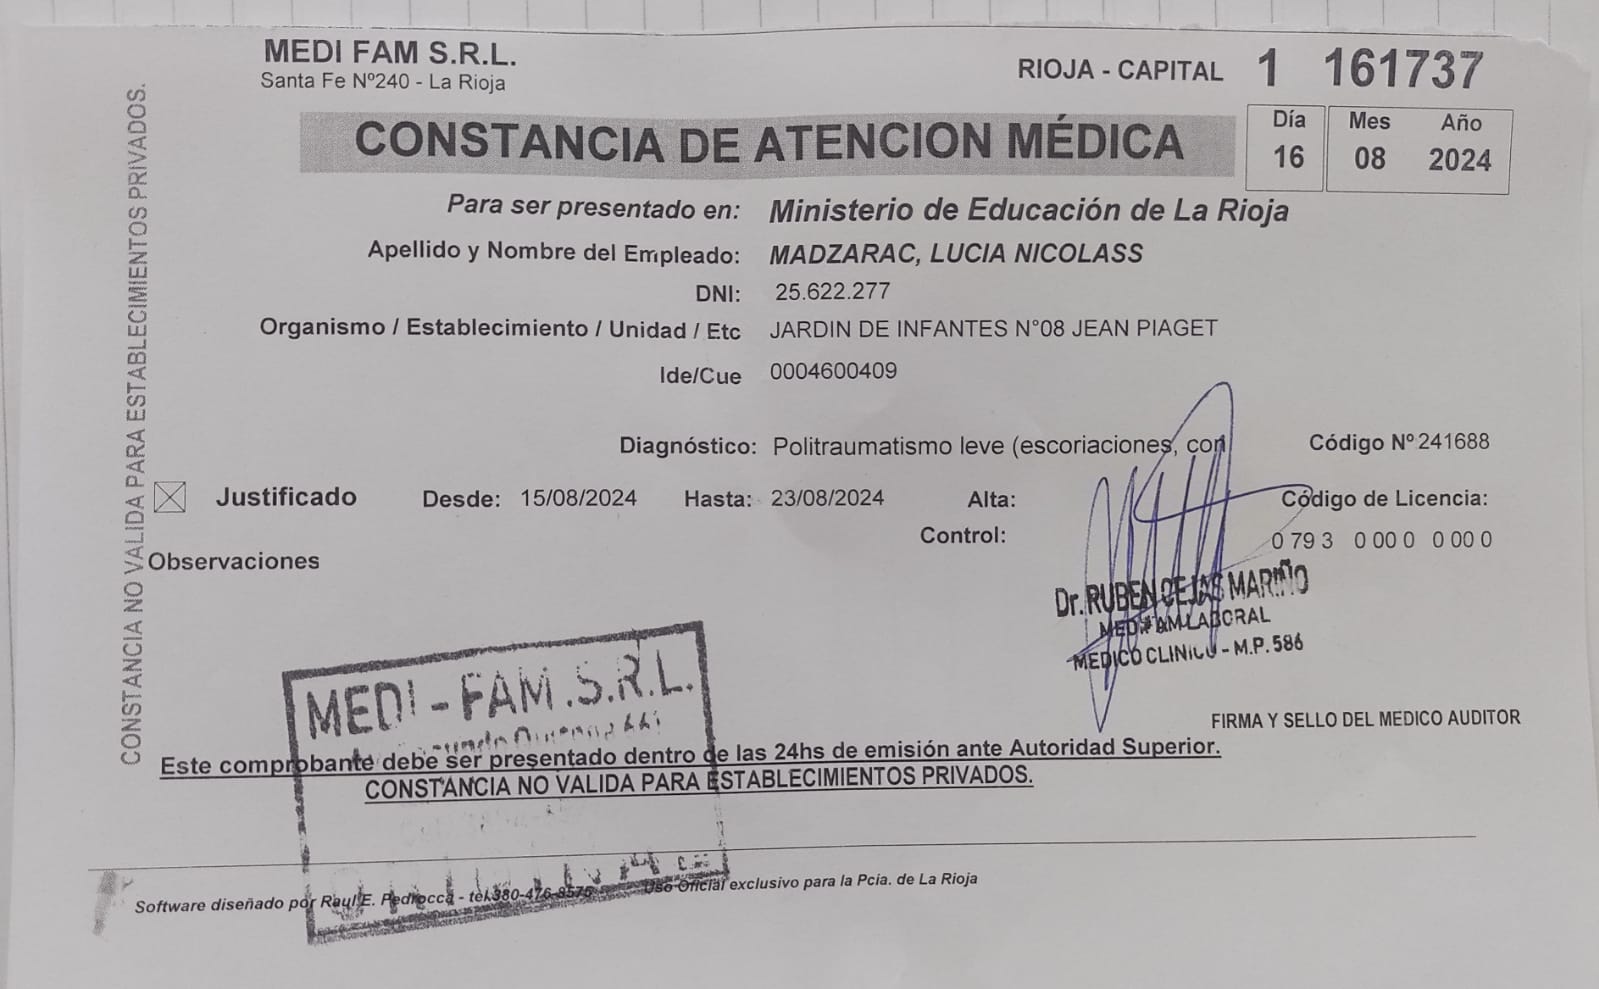 MEDI FAM S.R.L.
Santa Fe Nº240 - La Rioja
RIOJA - CAPITAL 1 161737
CONSTANCIA DE ATENCION MÉDICA
Día Mes Año
16 08 2024
Para ser presentado en: Ministerio de Educación de La Rioja
Apellido y Nombre del Empleado: MADZARAC, LUCIA NICOLASS
DNI: 25.622.277
Organismo / Establecimiento / Unidad / Etc JARDIN DE INFANTES N°08 JEAN PIAGET
Ide/Cue 0004600409
Diagnóstico: Politraumatismo leve (escoriaciones, con Código Nº 241688
Justificado Desde: 15/08/2024 Hasta: 23/08/2024 Alta: Código de Licencia:
Control: 0 79 3 0 00 0 0 00 0
Observaciones
Dr. RUBEN CEJAS MARIÑO
MEDIFAM LABORAL
MEDICO CLINICO - M.P. 586
FIRMA Y SELLO DEL MEDICO AUDITOR
MEDI - FAM .S.R.L.
Este comprobante debe ser presentado dentro de las 24hs de emisión ante Autoridad Superior.
CONSTANCIA NO VALIDA PARA ESTABLECIMIENTOS PRIVADOS.
Software diseñado por Raul E. Pedrocca - tel.380-476-8575 Uso Oficial exclusivo para la Pcia. de La Rioja
CONSTANCIA NO VALIDA PARA ESTABLECIMIENTOS PRIVADOS.